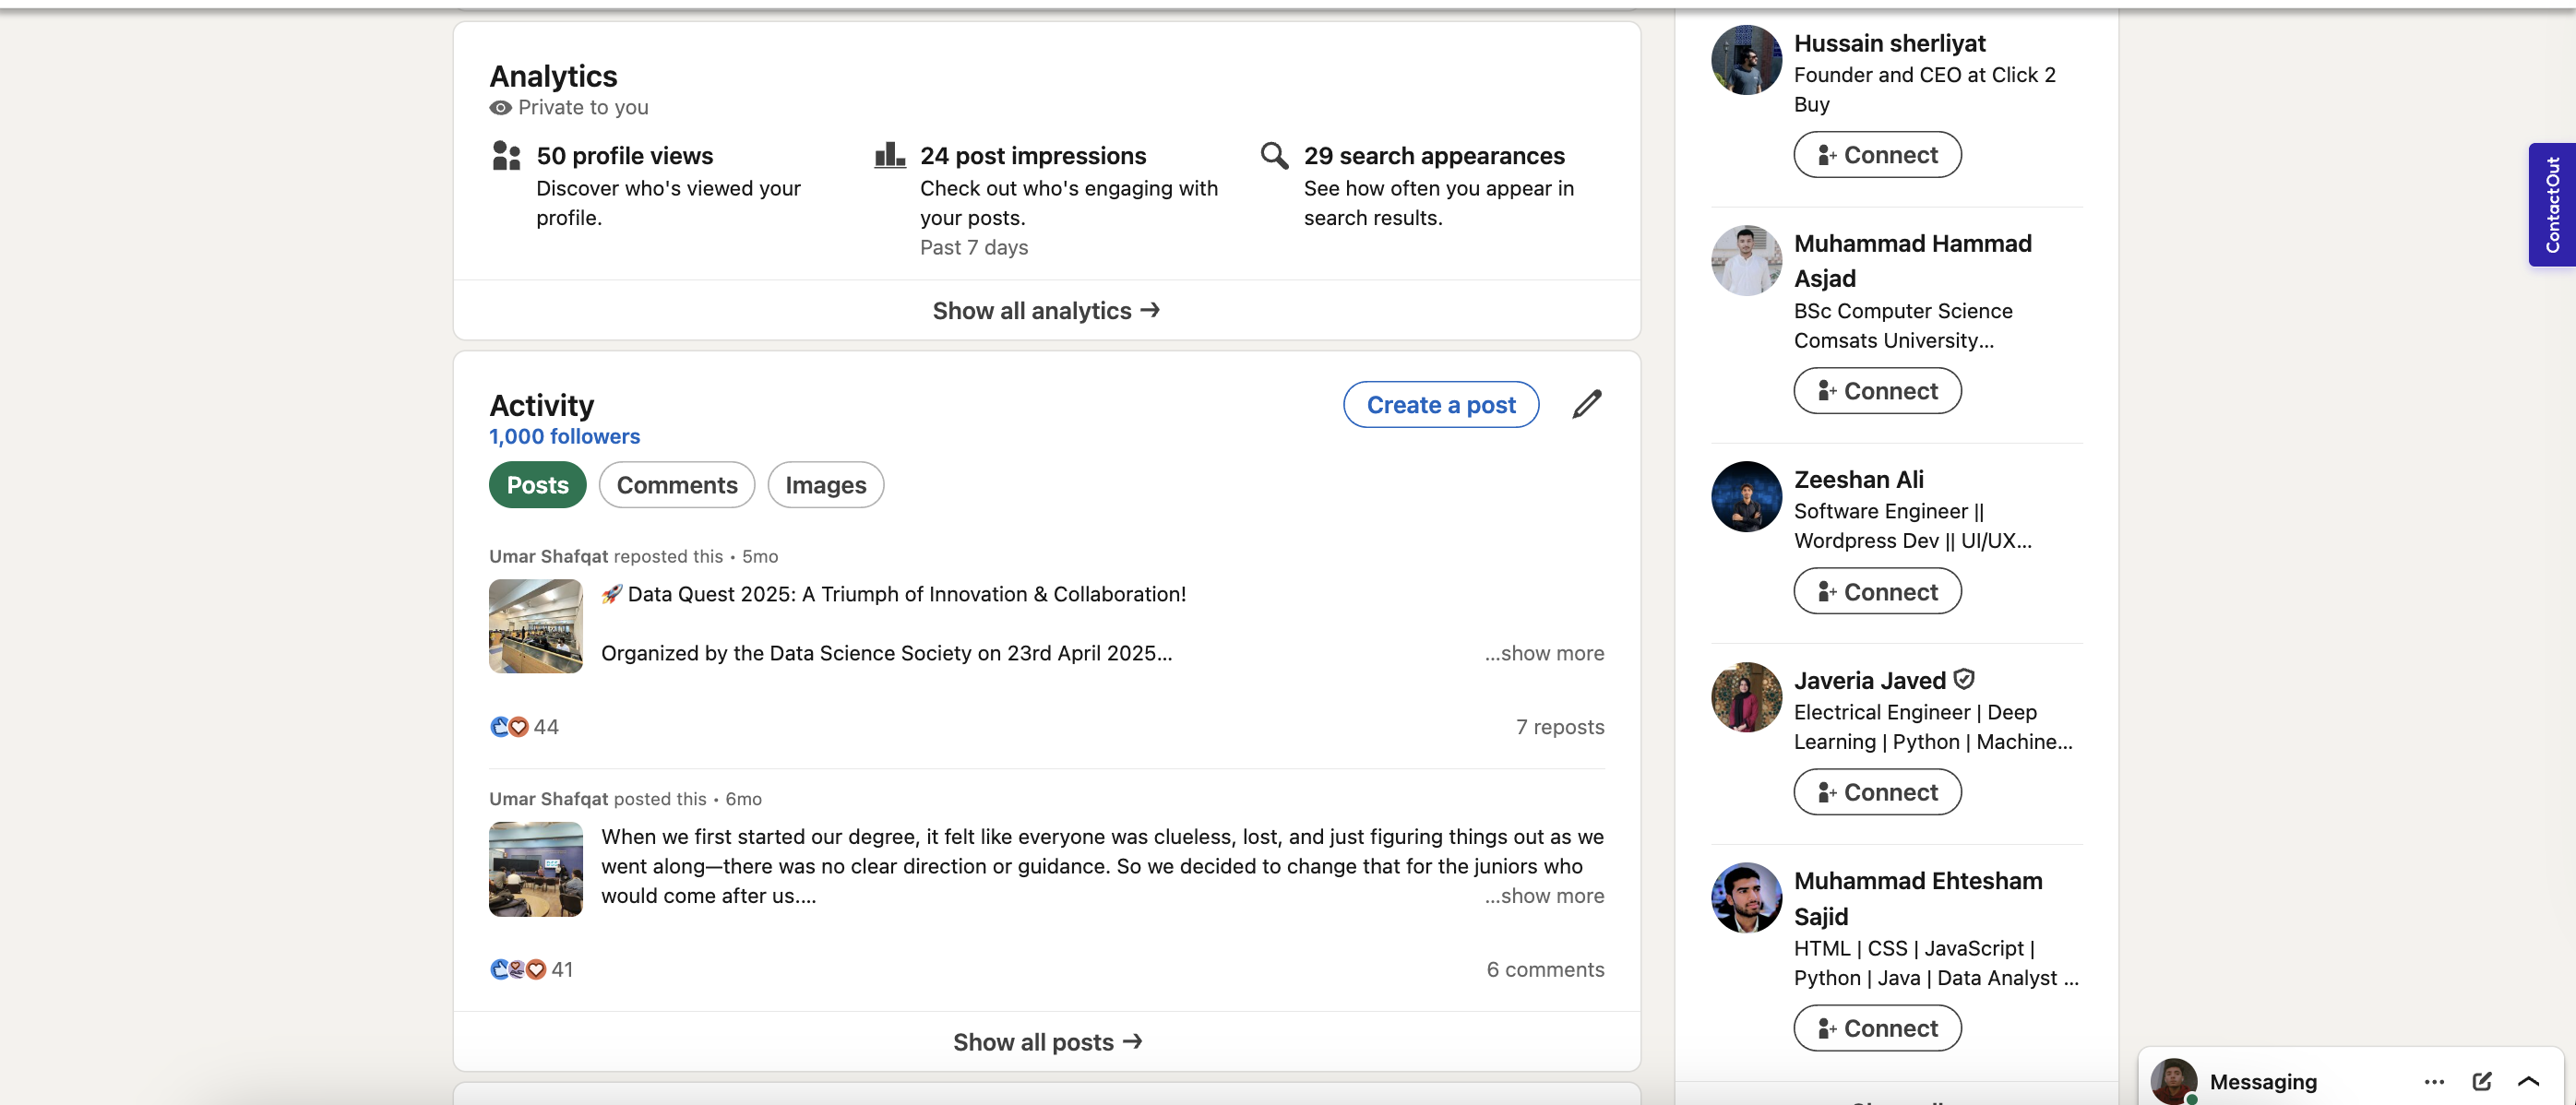 Analytics
Private to you
50 profile views
Discover who's viewed your
profile.
24 post impressions
Check out who's engaging with
your posts.
Past 7 days
29 search appearances
See how often you appear in
search results.
Show all analytics →
Activity
1,000 followers
Create a post
Posts
Comments
Images
Umar Shafqat reposted this • 5mo
🚀 Data Quest 2025: A Triumph of Innovation & Collaboration!
Organized by the Data Science Society on 23rd April 2025...
...show more
44
7 reposts
Umar Shafqat posted this • 6mo
When we first started our degree, it felt like everyone was clueless, lost, and just figuring things out as we
went along—there was no clear direction or guidance. So we decided to change that for the juniors who
would come after us....
...show more
41
6 comments
Show all posts →
Hussain sherliyat
Founder and CEO at Click 2
Buy
Connect
Muhammad Hammad
Asjad
BSc Computer Science
Comsats University...
Connect
Zeeshan Ali
Software Engineer ||
Wordpress Dev || UI/UX...
Connect
Javeria Javed
Electrical Engineer | Deep
Learning | Python | Machine...
Connect
Muhammad Ehtesham
Sajid
HTML | CSS | JavaScript |
Python | Java | Data Analyst ...
Connect
ContactOut
Messaging